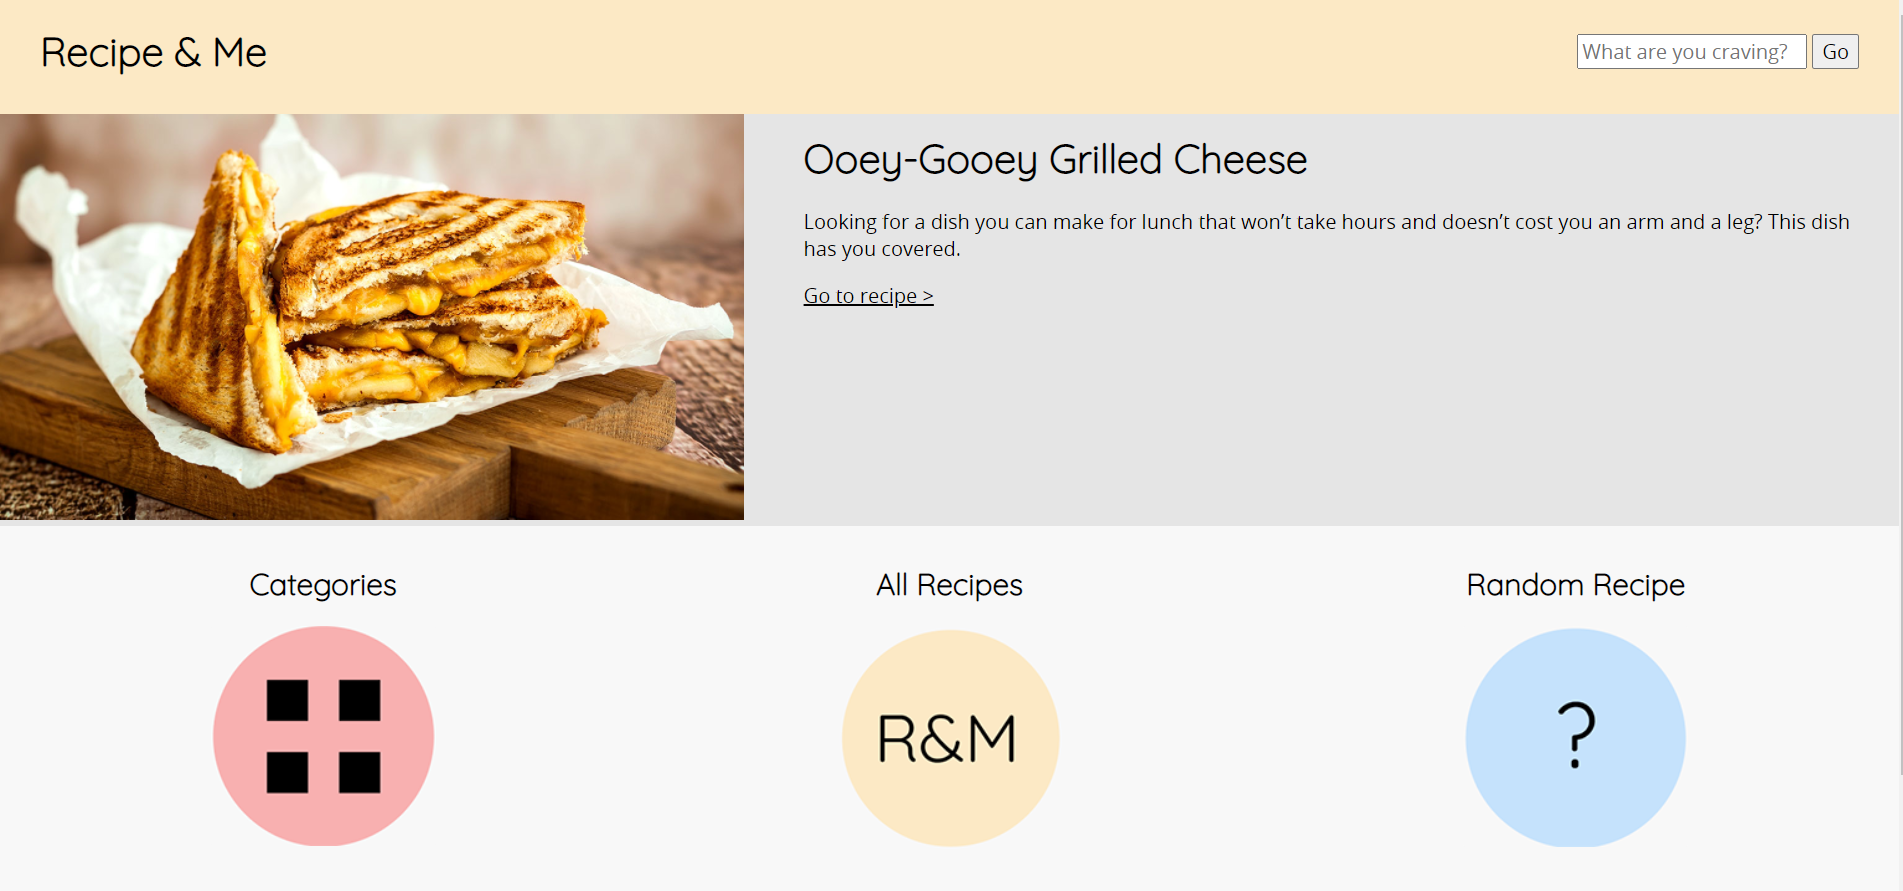 Recipe & Me
What are you craving? Go
Ooey-Gooey Grilled Cheese
Looking for a dish you can make for lunch that won’t take hours and doesn’t cost you an arm and a leg? This dish
has you covered.
Go to recipe >
Categories
All Recipes
Random Recipe
R&M
?